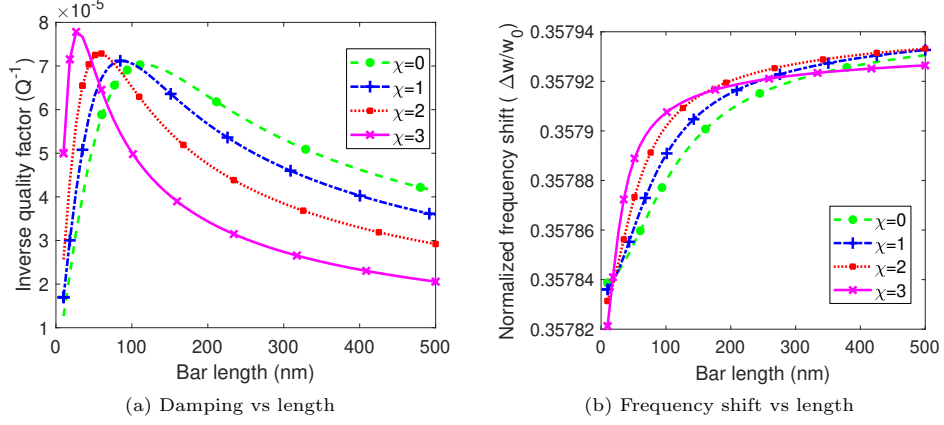 ×10⁻⁵
8
7
6
5
4
3
2
1
Inverse quality factor (Q⁻¹)
χ=0
χ=1
χ=2
χ=3
0 100 200 300 400 500
Bar length (nm)
(a) Damping vs length
0.35794
0.35792
0.3579
0.35788
0.35786
0.35784
0.35782
Normalized frequency shift ( Δw/w₀)
χ=0
χ=1
χ=2
χ=3
0 100 200 300 400 500
Bar length (nm)
(b) Frequency shift vs length